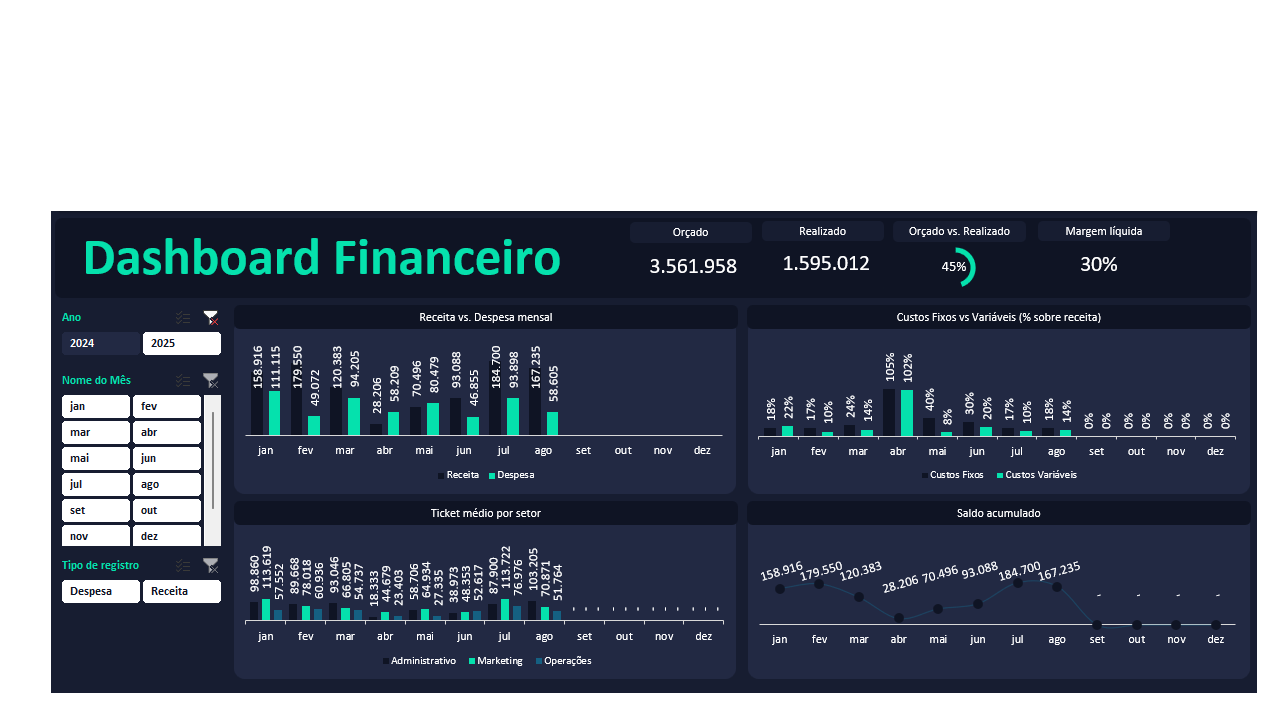 Dashboard Financeiro
Orçado
3.561.958
Realizado
1.595.012
Orçado vs. Realizado
45%
Margem líquida
30%
Ano
2024 2025
Nome do Mês
jan fev
mar abr
mai jun
jul ago
set out
nov dez
Tipo de registro
Despesa Receita
Receita vs. Despesa mensal
158.916 111.115 179.550 49.072 120.383 94.205 28.206 58.209 70.496 80.479 93.088 46.855 184.700 93.898 167.235 58.605
jan fev mar abr mai jun jul ago set out nov dez
Receita Despesa
Custos Fixos vs Variáveis (% sobre receita)
18% 22% 17% 10% 24% 14% 105% 102% 40% 8% 30% 20% 17% 10% 18% 14% 0% 0% 0% 0% 0% 0% 0% 0%
jan fev mar abr mai jun jul ago set out nov dez
Custos Fixos Custos Variáveis
Ticket médio por setor
98.860 113.619 57.552 89.668 78.018 60.936 93.046 66.805 54.737 18.333 44.679 23.403 58.706 64.934 27.335 38.973 48.353 52.617 87.900 113.722 76.976 103.205 70.871 51.764 - - - - - - - - - - - -
jan fev mar abr mai jun jul ago set out nov dez
Administrativo Marketing Operações
Saldo acumulado
158.916 179.550 120.383 28.206 70.496 93.088 184.700 167.235 - - - -
jan fev mar abr mai jun jul ago set out nov dez